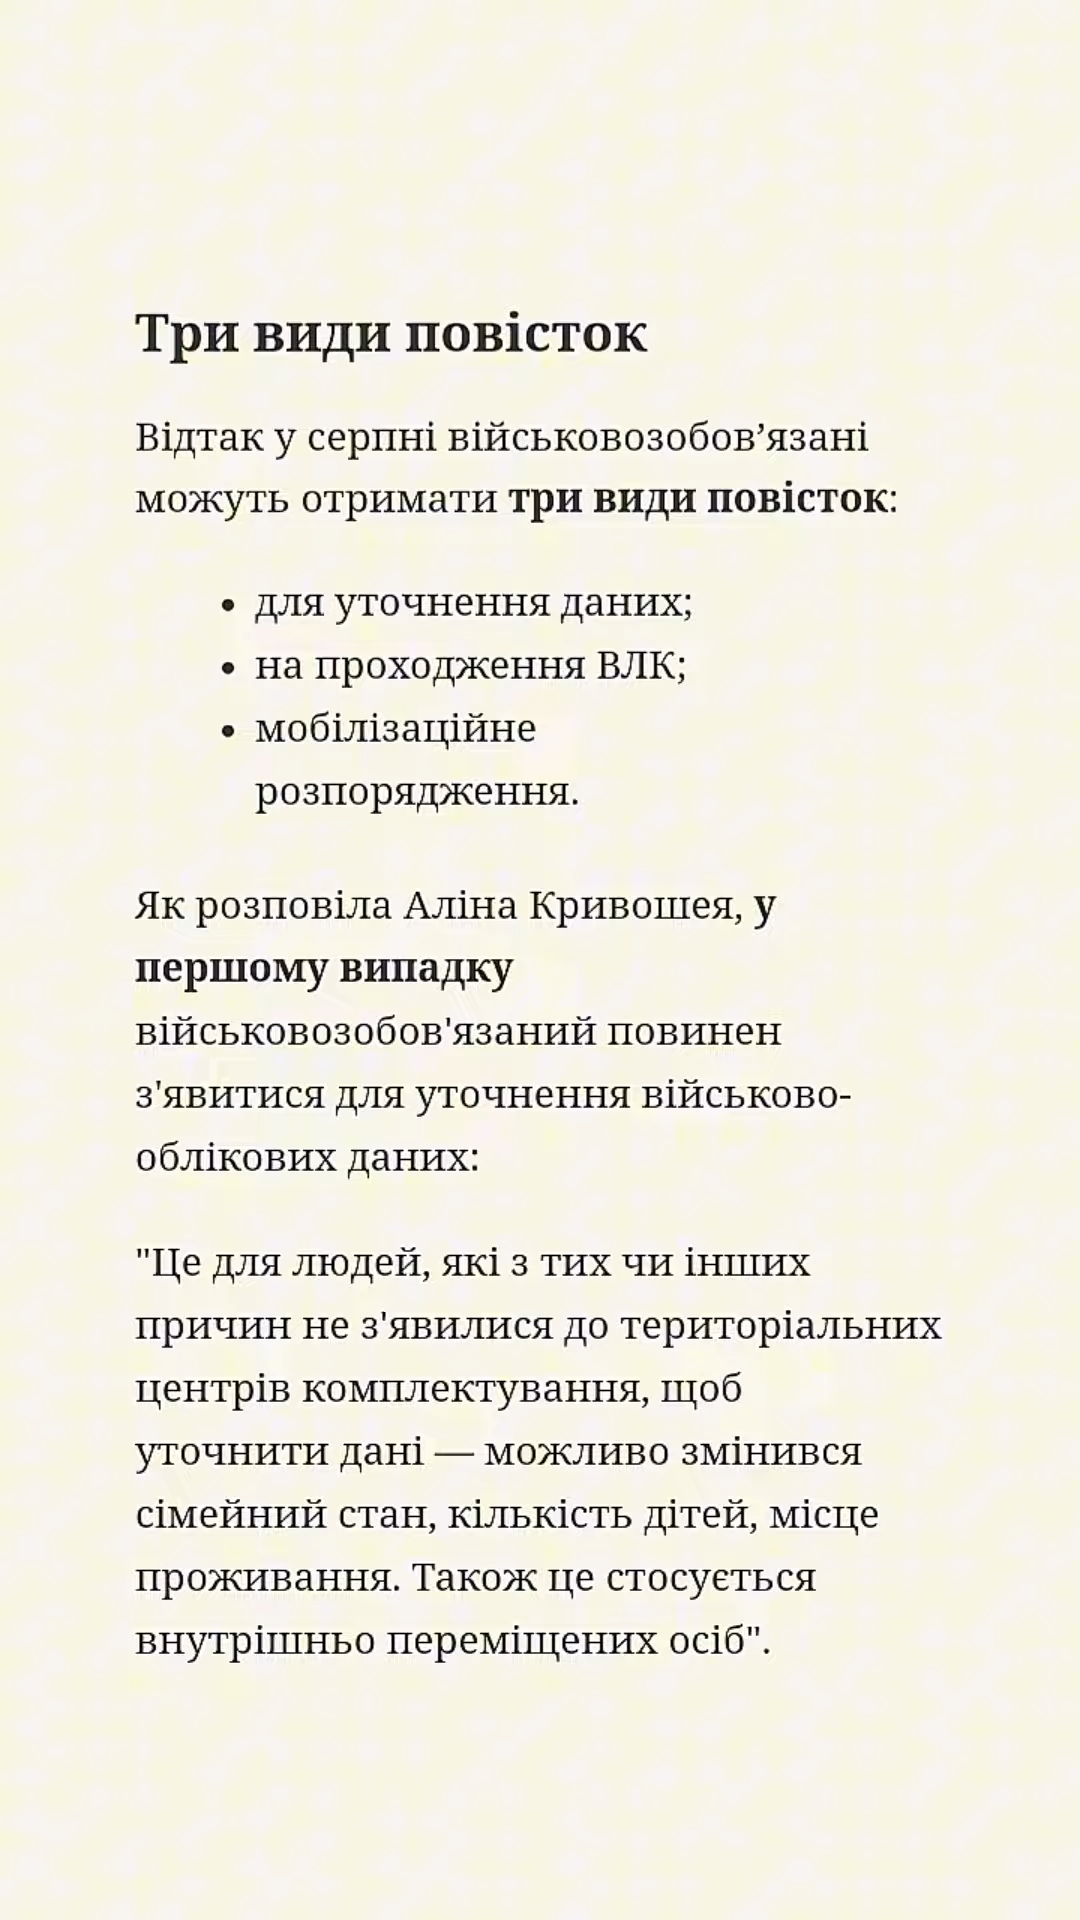 Три види повісток
Відтак у серпні військовозобов’язані
можуть отримати три види повісток:
• для уточнення даних;
• на проходження ВЛК;
• мобілізаційне
розпорядження.
Як розповіла Аліна Кривошея, у
першому випадку
військовозобов'язаний повинен
з'явитися для уточнення військово-
облікових даних:
"Це для людей, які з тих чи інших
причин не з'явилися до територіальних
центрів комплектування, щоб
уточнити дані — можливо змінився
сімейний стан, кількість дітей, місце
проживання. Також це стосується
внутрішньо переміщених осіб".